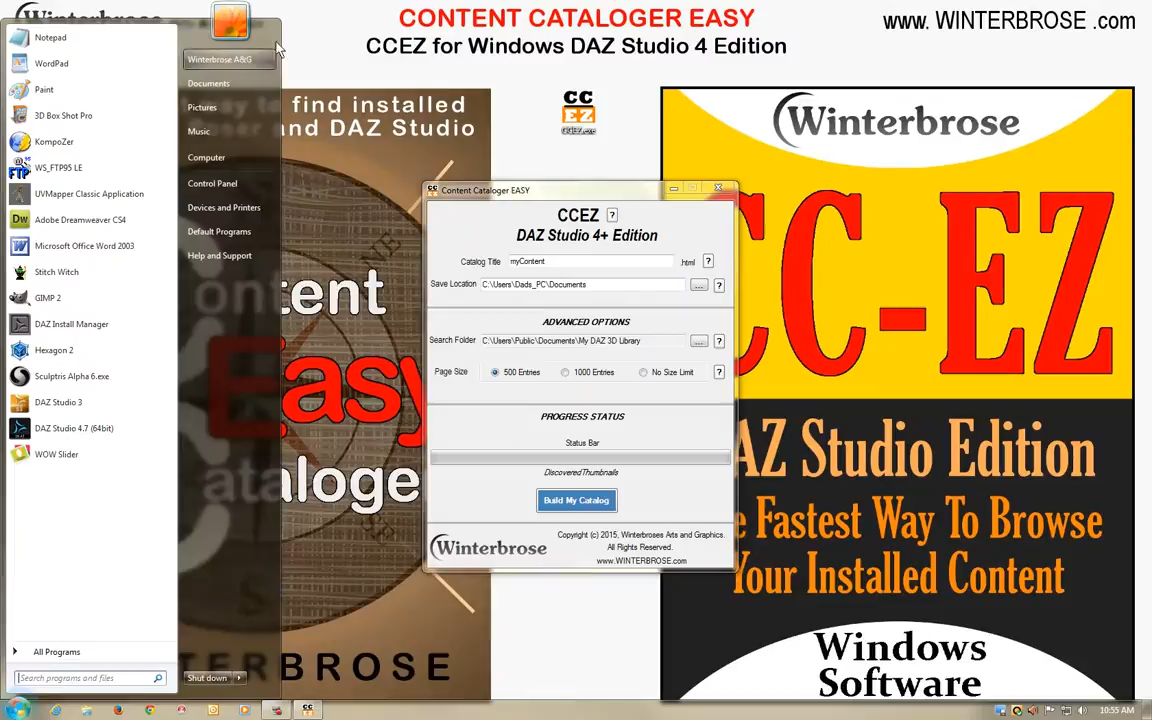 CONTENT CATALOGER EASY
CCEZ for Windows DAZ Studio 4 Edition
www. WINTERBROSE .com
Notepad
WordPad
Paint
3D Box Shot Pro
KompoZer
WS_FTP95 LE
UVMapper Classic Application
Adobe Dreamweaver CS4
Microsoft Office Word 2003
Stitch Witch
GIMP 2
DAZ Install Manager
Hexagon 2
Sculptris Alpha 6.exe
DAZ Studio 3
DAZ Studio 4.7 (64bit)
WOW Slider
All Programs
Search programs and files
Winterbrose A&G
Documents
Pictures
Music
Computer
Control Panel
Devices and Printers
Default Programs
Help and Support
Shut down
to find installed
and DAZ Studio
ontent
Easy
ataloge
TERBROSE
CC
EZ
CCEZ.exe
Content Cataloger EASY
CCEZ ?
DAZ Studio 4+ Edition
Catalog Title myContent .html ?
Save Location C:\Users\Dads_PC\Documents ... ?
ADVANCED OPTIONS
Search Folder C:\Users\Public\Documents\My DAZ 3D Library ... ?
Page Size 500 Entries 1000 Entries No Size Limit ?
PROGRESS STATUS
Status Bar
DiscoveredThumbnails
Build My Catalog
Winterbrose
Copyright (c) 2015, Winterbroses Arts and Graphics.
All Rights Reserved.
www.WINTERBROSE.com
Winterbrose
CC-EZ
AZ Studio Edition
e Fastest Way To Browse
Your Installed Content
Windows
Software
10:55 AM